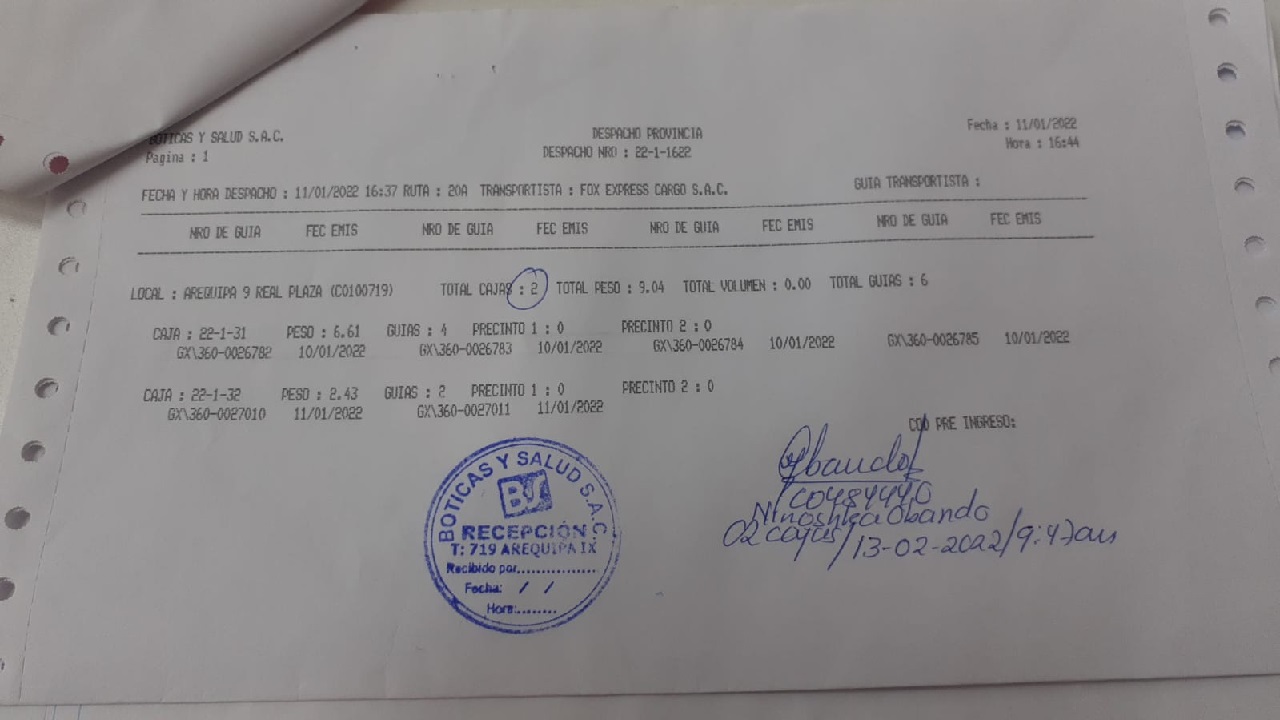 BOTICAS Y SALUD S.A.C. DESPACHO PROVINCIA Fecha : 11/01/2022
Pagina : 1 DESPACHO NRO : 22-1-1622 Hora : 16:44
FECHA Y HORA DESPACHO : 11/01/2022 16:37 RUTA : 20A TRANSPORTISTA : FOX EXPRESS CARGO S.A.C. GUIA TRANSPORTISTA :
NRO DE GUIA FEC EMIS NRO DE GUIA FEC EMIS NRO DE GUIA FEC EMIS NRO DE GUIA FEC EMIS
LOCAL : AREQUIPA 9 REAL PLAZA (C0100719) TOTAL CAJAS : 2 TOTAL PESO : 9.04 TOTAL VOLUMEN : 0.00 TOTAL GUIAS : 6
CAJA : 22-1-31 PESO : 6.61 GUIAS : 4 PRECINTO 1 : 0 PRECINTO 2 : 0
GX\360-0026782 10/01/2022 GX\360-0026783 10/01/2022 GX\360-0026784 10/01/2022 GX\360-0026785 10/01/2022
CAJA : 22-1-32 PESO : 2.43 GUIAS : 2 PRECINTO 1 : 0 PRECINTO 2 : 0
GX\360-0027010 11/01/2022 GX\360-0027011 11/01/2022
COD PRE INGRESO:
BOTICAS Y SALUD S.A.C.
BS
RECEPCIÓN
T: 719 AREQUIPA IX
Recibido por................
Fecha: / /
Hora:........
Obando
C0484440
Ninoshka Obando
02 cajas/13-02-2022/9:47am